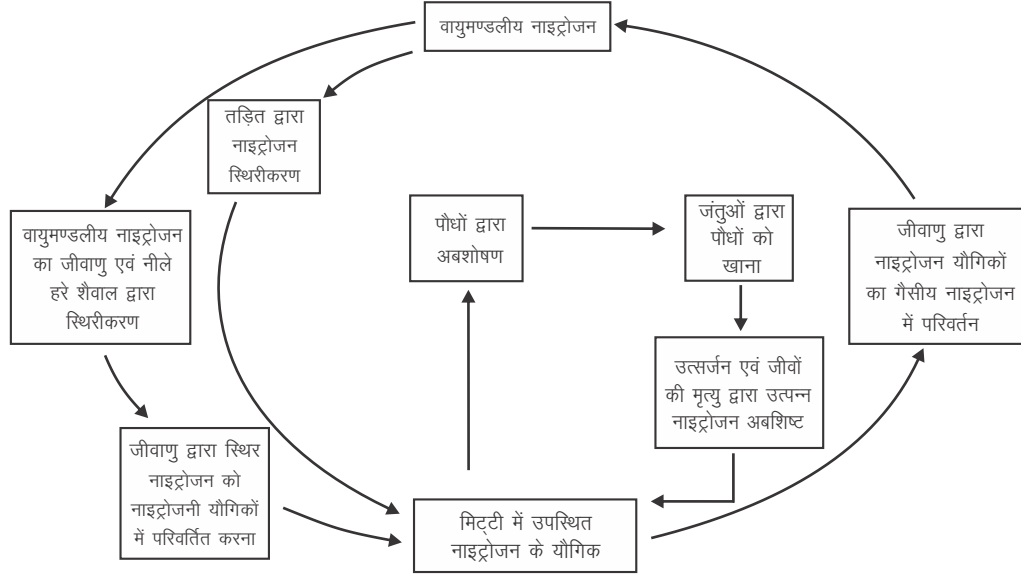 वायुमण्डलीय नाइट्रोजन
तड़ित द्वारा
नाइट्रोजन
स्थिरीकरण
वायुमण्डलीय नाइट्रोजन
का जीवाणु एवं नीले
हरे शैवाल द्वारा
स्थिरीकरण
पौधों द्वारा
अबशोषण
जंतुओं द्वारा
पौधों को
खाना
जीवाणु द्वारा
नाइट्रोजन यौगिकों
का गैसीय नाइट्रोजन
में परिवर्तन
उत्सर्जन एवं जीवों
की मृत्यु द्वारा उत्पन्न
नाइट्रोजन अबशिष्ट
जीवाणु द्वारा स्थिर
नाइट्रोजन को
नाइट्रोजनी यौगिकों
में परिवर्तित करना
मिट्टी में उपस्थित
नाइट्रोजन के यौगिक